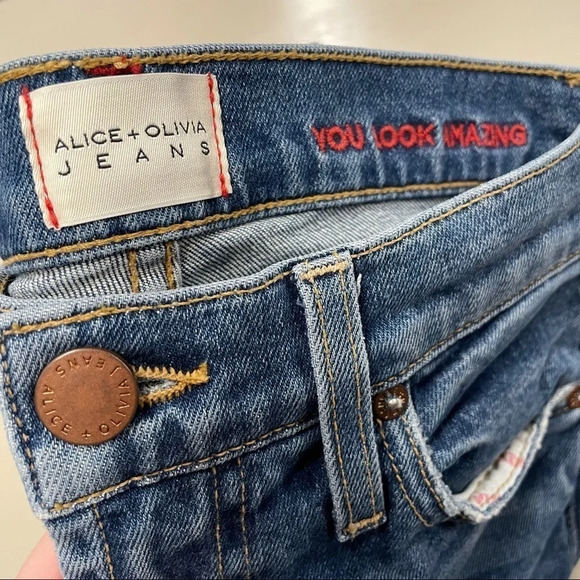 ALICE + OLIVIA
JEANS
YOU LOOK AMAZING
ALICE + OLIVIA JEANS